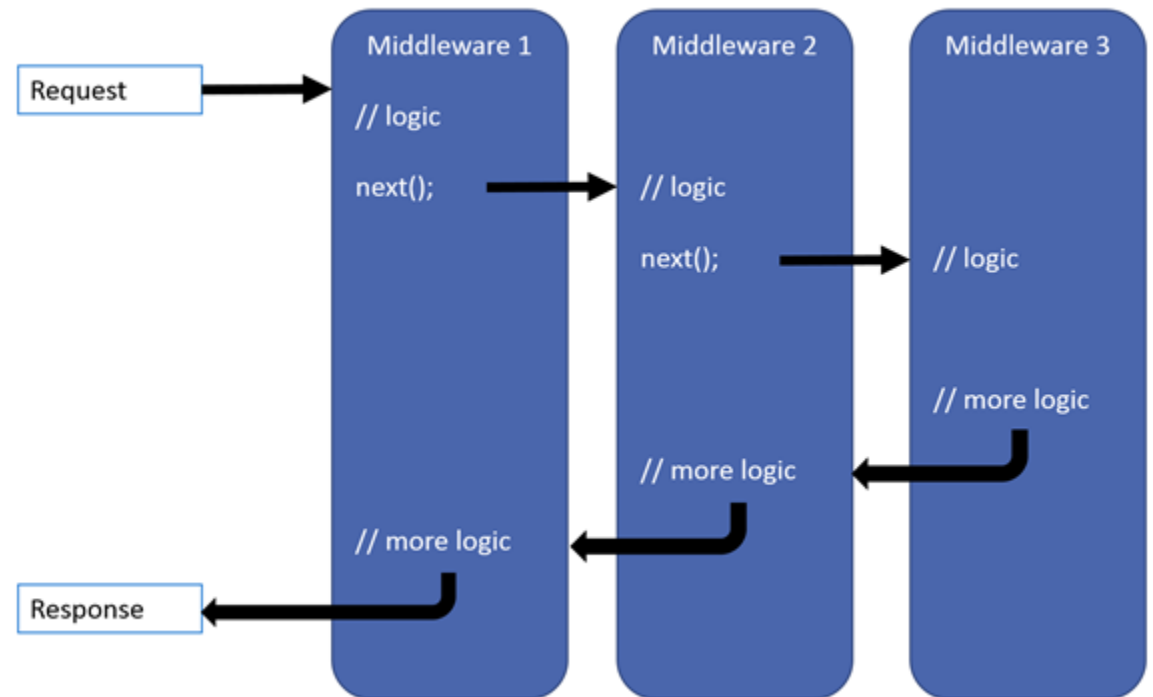 Middleware 1
Middleware 2
Middleware 3
Request
// logic
next();
// logic
next();
// logic
// more logic
// more logic
// more logic
Response